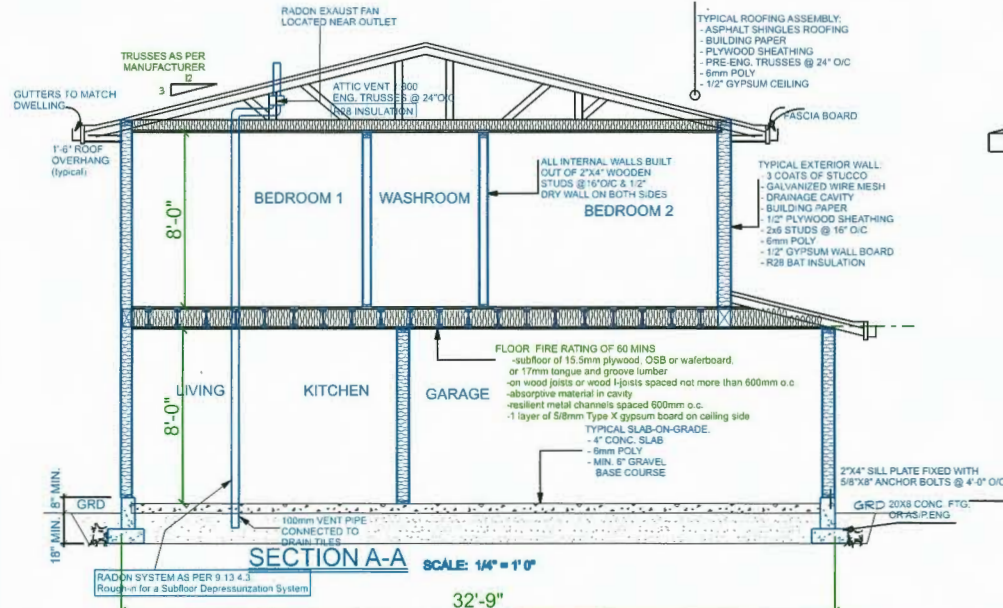 RADON EXAUST FAN
LOCATED NEAR OUTLET
TYPICAL ROOFING ASSEMBLY:
- ASPHALT SHINGLES ROOFING
- BUILDING PAPER
- PLYWOOD SHEATHING
- PRE-ENG. TRUSSES @ 24" O/C
- 6mm POLY
- 1/2" GYPSUM CEILING
TRUSSES AS PER
MANUFACTURER
12
3
GUTTERS TO MATCH
DWELLING
ATTIC VENT 1/300
ENG. TRUSSES @ 24"O/C
R28 INSULATION
FASCIA BOARD
1'-6" ROOF
OVERHANG
(typical)
ALL INTERNAL WALLS BUILT
OUT OF 2"X4" WOODEN
STUDS @16"O/C & 1/2"
DRY WALL ON BOTH SIDES
TYPICAL EXTERIOR WALL:
- 3 COATS OF STUCCO
- GALVANIZED WIRE MESH
- DRAINAGE CAVITY
- BUILDING PAPER
- 1/2" PLYWOOD SHEATHING
- 2x6 STUDS @ 16" O/C
- 6mm POLY
- 1/2" GYPSUM WALL BOARD
- R28 BAT INSULATION
BEDROOM 1
WASHROOM
BEDROOM 2
8'-0"
FLOOR FIRE RATING OF 60 MINS
-subfloor of 15.5mm plywood, OSB or waferboard,
or 17mm tongue and groove lumber
-on wood joists or wood I-joists spaced not more than 600mm o.c.
-absorptive material in cavity
-resilient metal channels spaced 600mm o.c.
-1 layer of 5/8mm Type X gypsum board on ceiling side
LIVING
KITCHEN
GARAGE
8'-0"
TYPICAL SLAB-ON-GRADE:
- 4" CONC. SLAB
- 6mm POLY
- MIN. 6" GRAVEL
BASE COURSE
2"X4" SILL PLATE FIXED WITH
5/8"X8" ANCHOR BOLTS @ 4'-0" O/C
8" MIN.
18" MIN.
GRD
GRD
20X8 CONC. FTG.
OR AS/P.ENG
100mm VENT PIPE
CONNECTED TO
DRAIN TILES
SECTION A-A
SCALE: 1/4" = 1' 0"
RADON SYSTEM AS PER 9.13.4.3.
Rough-in for a Subfloor Depressurization System
32'-9"